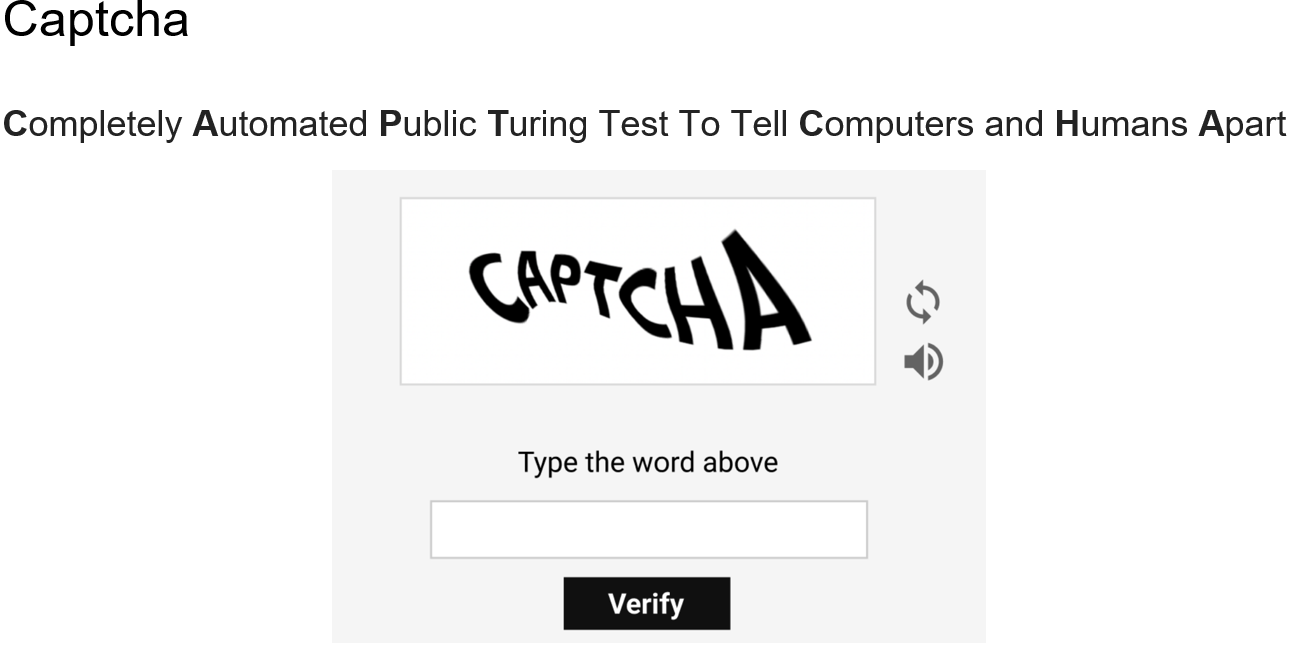 Captcha
Completely Automated Public Turing Test To Tell Computers and Humans Apart
CAPTCHA
Type the word above
Verify